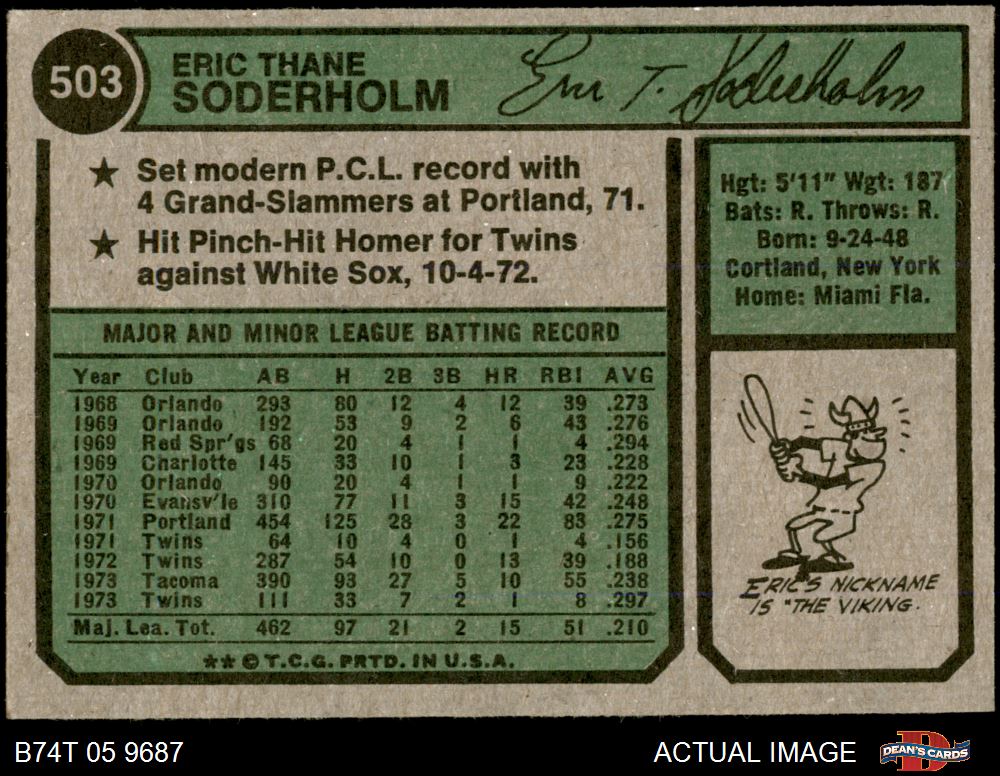 503
ERIC THANE
SODERHOLM
Eric T. Soderholm
★ Set modern P.C.L. record with
4 Grand-Slammers at Portland, 71.
★ Hit Pinch-Hit Homer for Twins
against White Sox, 10-4-72.
Hgt: 5'11" Wgt: 187
Bats: R. Throws: R.
Born: 9-24-48
Cortland, New York
Home: Miami Fla.
MAJOR AND MINOR LEAGUE BATTING RECORD
Year Club AB H 2B 3B HR RBI AVG
1968 Orlando 293 80 12 4 12 39 .273
1969 Orlando 192 53 9 2 6 43 .276
1969 Red Spr'gs 68 20 4 1 1 4 .294
1969 Charlotte 145 33 10 1 3 23 .228
1970 Orlando 90 20 4 1 1 9 .222
1970 Evansv'le 310 77 11 3 15 42 .248
1971 Portland 454 125 28 3 22 83 .275
1971 Twins 64 10 4 0 1 4 .156
1972 Twins 287 54 10 0 13 39 .188
1973 Tacoma 390 93 27 5 10 55 .238
1973 Twins 111 33 7 2 1 8 .297
Maj. Lea. Tot. 462 97 21 2 15 51 .210
★★ © T.C.G. PRTD. IN U.S.A.
ERIC'S NICKNAME
IS "THE VIKING.
B74T 05 9687
ACTUAL IMAGE
DEAN'S CARDS